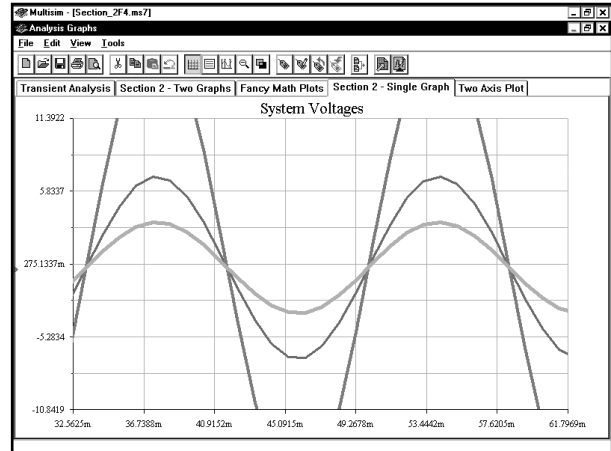 Multisim - [Section_2F4.ms7]
Analysis Graphs
File Edit View Tools
Transient Analysis Section 2 - Two Graphs Fancy Math Plots Section 2 - Single Graph Two Axis Plot
System Voltages
11.3922
5.8337
275.1337m
-5.2834
-10.8419
32.5625m 36.7388m 40.9152m 45.0915m 49.2678m 53.4442m 57.6205m 61.7969m